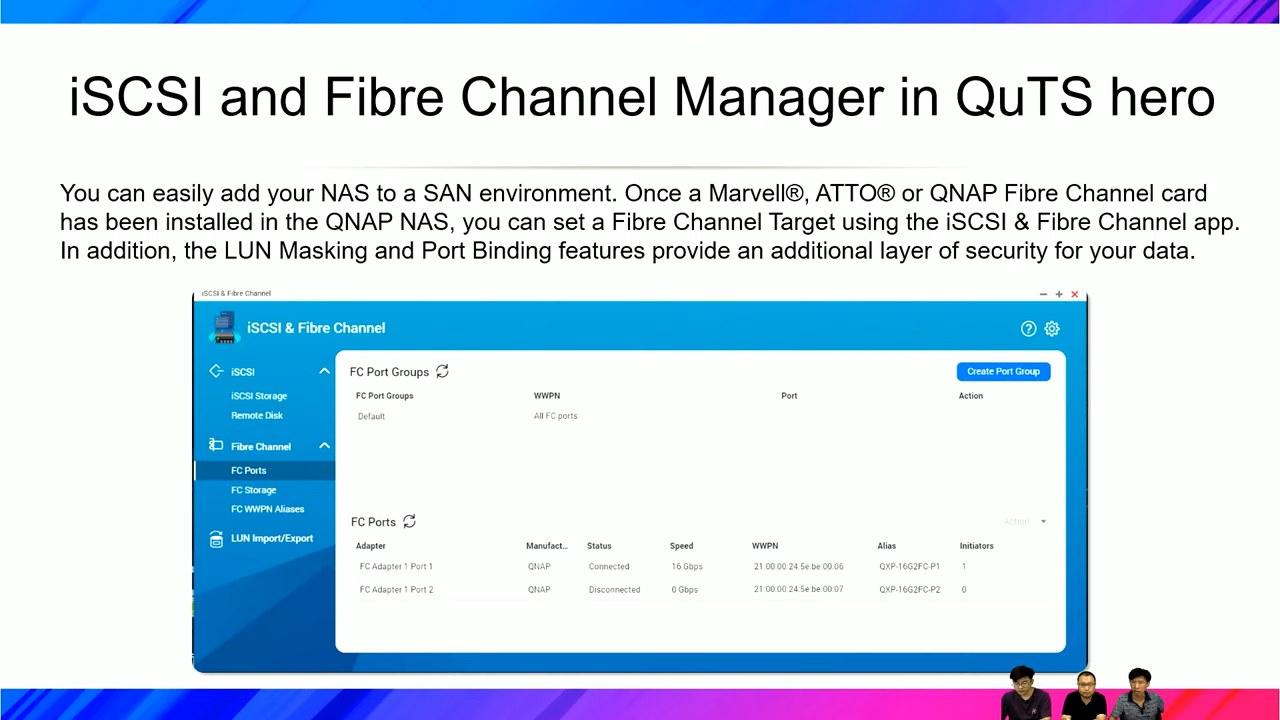 iSCSI and Fibre Channel Manager in QuTS hero
You can easily add your NAS to a SAN environment. Once a Marvell®, ATTO® or QNAP Fibre Channel card
has been installed in the QNAP NAS, you can set a Fibre Channel Target using the iSCSI & Fibre Channel app.
In addition, the LUN Masking and Port Binding features provide an additional layer of security for your data.
iSCSI & Fibre Channel
iSCSI & Fibre Channel
iSCSI
iSCSI Storage
Remote Disk
Fibre Channel
FC Ports
FC Storage
FC WWPN Aliases
LUN Import/Export
FC Port Groups
Create Port Group
FC Port Groups WWPN Port Action
Default All FC ports
FC Ports
Action
Adapter Manufact... Status Speed WWPN Alias Initiators
FC Adapter 1 Port 1 QNAP Connected 16 Gbps 21:00:00:24:5e:be:00:06 QXP-16G2FC-P1 1
FC Adapter 1 Port 2 QNAP Disconnected 0 Gbps 21:00:00:24:5e:be:00:07 QXP-16G2FC-P2 0